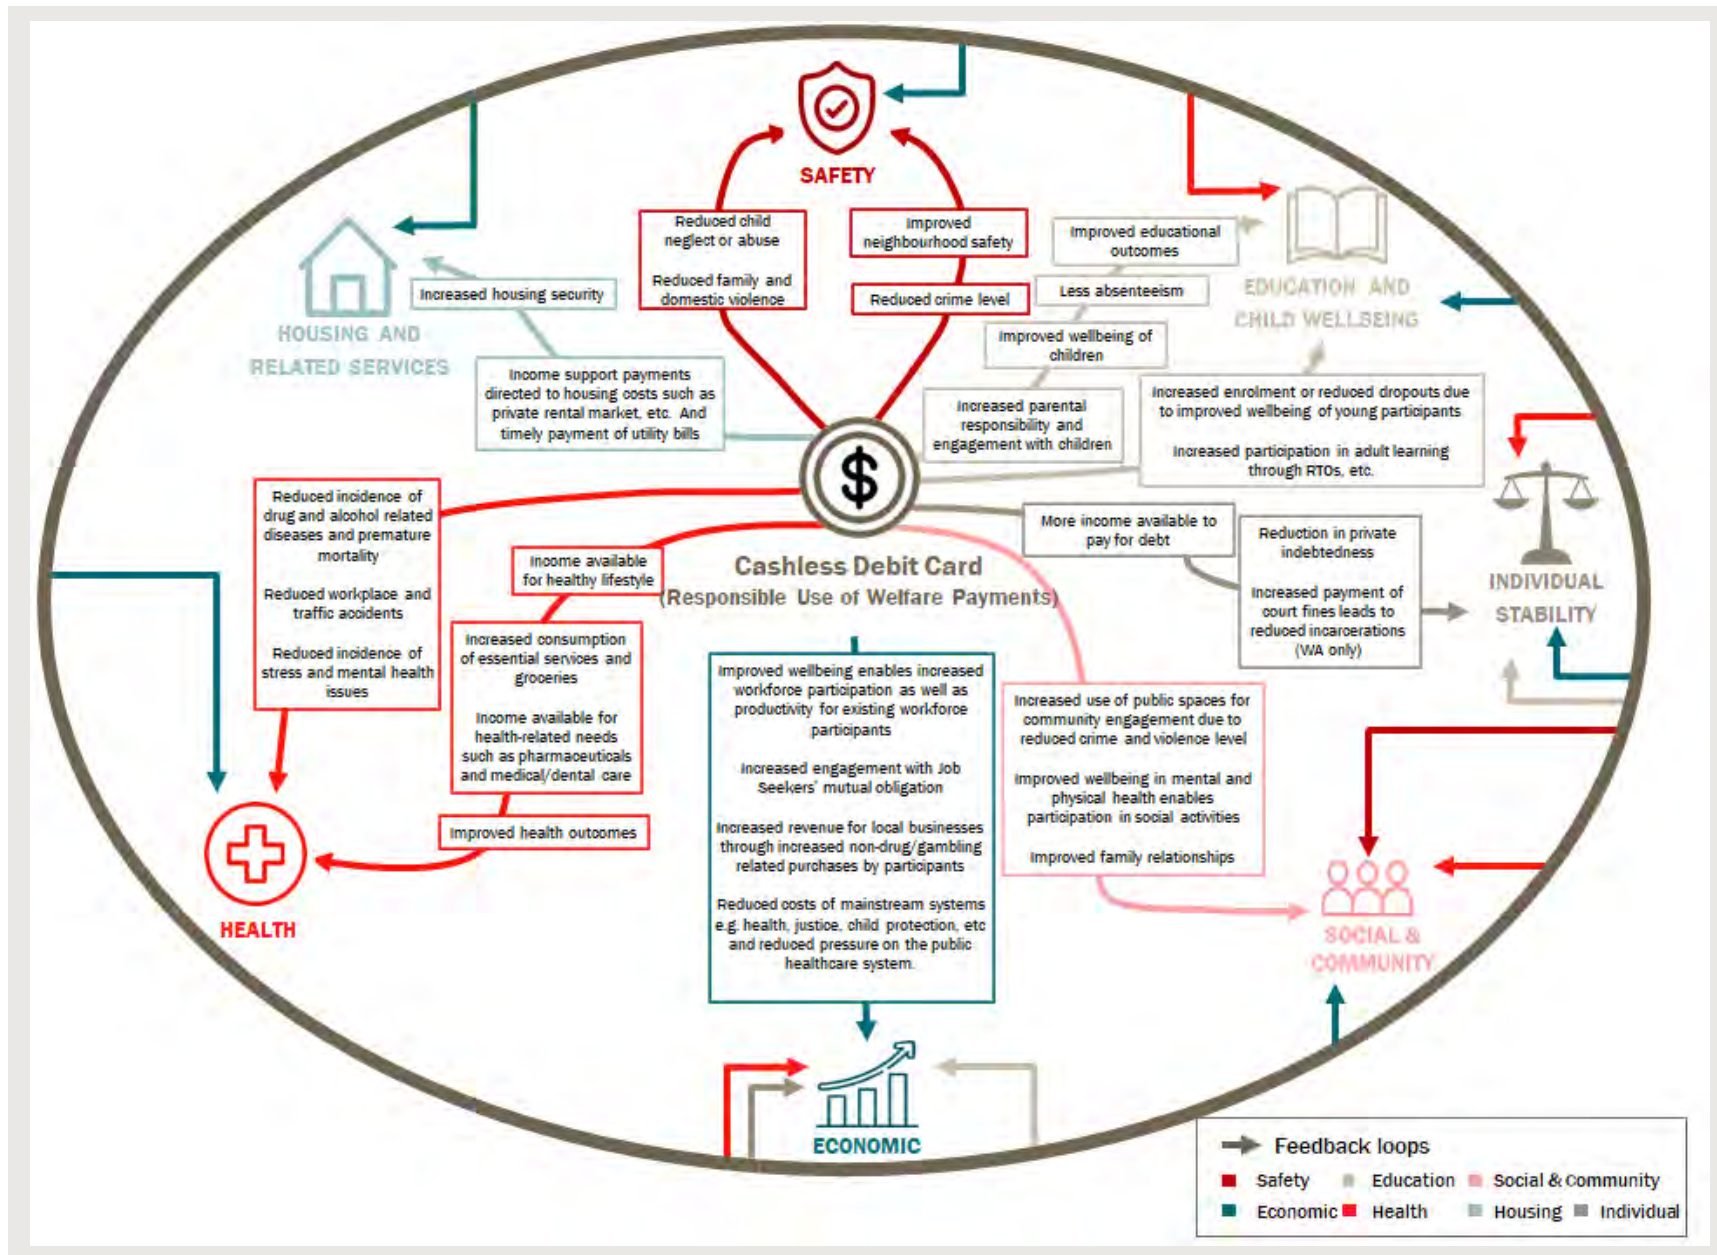 SAFETY
Reduced child
neglect or abuse
Reduced family and
domestic violence
Improved
neighbourhood safety
Reduced crime level
Improved educational
outcomes
Less absenteeism
Improved wellbeing of
children
Increased parental
responsibility and
engagement with children
EDUCATION AND
CHILD WELLBEING
Increased enrolment or reduced dropouts due
to improved wellbeing of young participants
Increased participation in adult learning
through RTOs, etc.
HOUSING AND
RELATED SERVICES
Increased housing security
Income support payments
directed to housing costs such as
private rental market, etc. And
timely payment of utility bills
$
Cashless Debit Card
(Responsible Use of Welfare Payments)
More income available to
pay for debt
Reduction in private
indebtedness
Increased payment of
court fines leads to
reduced incarcerations
(WA only)
INDIVIDUAL
STABILITY
Reduced incidence of
drug and alcohol related
diseases and premature
mortality
Reduced workplace and
traffic accidents
Reduced incidence of
stress and mental health
issues
Income available
for healthy lifestyle
Increased consumption
of essential services and
groceries
Income available for
health-related needs
such as pharmaceuticals
and medical/dental care
Improved health outcomes
HEALTH
Improved wellbeing enables increased
workforce participation as well as
productivity for existing workforce
participants
Increased engagement with Job
Seekers' mutual obligation
Increased revenue for local businesses
through increased non-drug/gambling
related purchases by participants
Reduced costs of mainstream systems
e.g. health, justice, child protection, etc
and reduced pressure on the public
healthcare system.
ECONOMIC
Increased use of public spaces for
community engagement due to
reduced crime and violence level
Improved wellbeing in mental and
physical health enables
participation in social activities
Improved family relationships
SOCIAL &
COMMUNITY
Feedback loops
Safety Education Social & Community
Economic Health Housing Individual